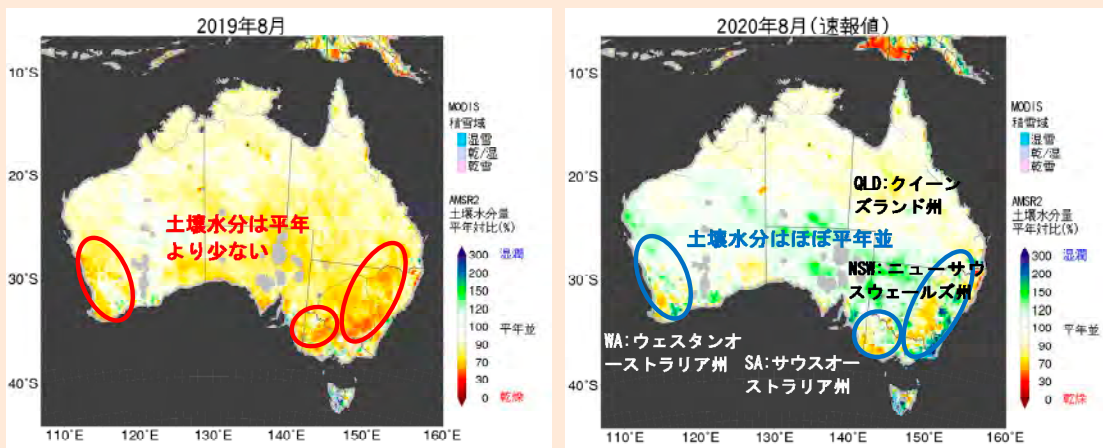 2019年8月
10°S
20°S
30°S
40°S
110°E
120°E
130°E
140°E
150°E
160°E
土壌水分は平年
より少ない
MODIS
積雪域
湿雪
乾/湿
乾雪
AMSR2
土壌水分量
平年対比(%)
300 湿潤
200
150
120
100 平年並
90
70
30
0 乾燥
2020年8月(速報値)
10°S
20°S
30°S
40°S
110°E
120°E
130°E
140°E
150°E
160°E
QLD:クイーン
ズランド州
土壌水分はほぼ平年並
NSW:ニューサウ
スウェールズ州
WA:ウェスタンオ
ーストラリア州
SA:サウスオー
ストラリア州
MODIS
積雪域
湿雪
乾/湿
乾雪
AMSR2
土壌水分量
平年対比(%)
300 湿潤
200
150
120
100 平年並
90
70
30
0 乾燥